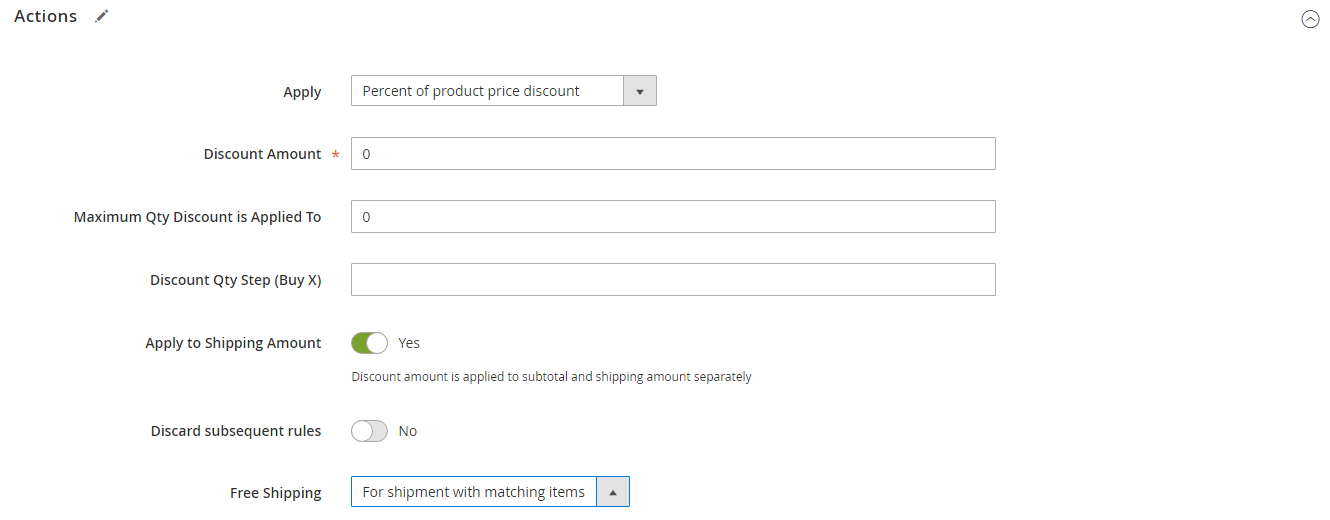 Actions
Apply Percent of product price discount
Discount Amount * 0
Maximum Qty Discount is Applied To 0
Discount Qty Step (Buy X)
Apply to Shipping Amount Yes
Discount amount is applied to subtotal and shipping amount separately
Discard subsequent rules No
Free Shipping For shipment with matching items